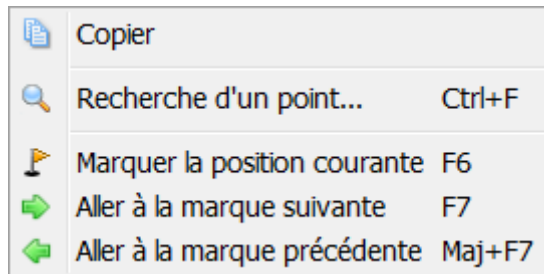 Copier
Recherche d'un point... Ctrl+F
Marquer la position courante F6
Aller à la marque suivante F7
Aller à la marque précédente Maj+F7